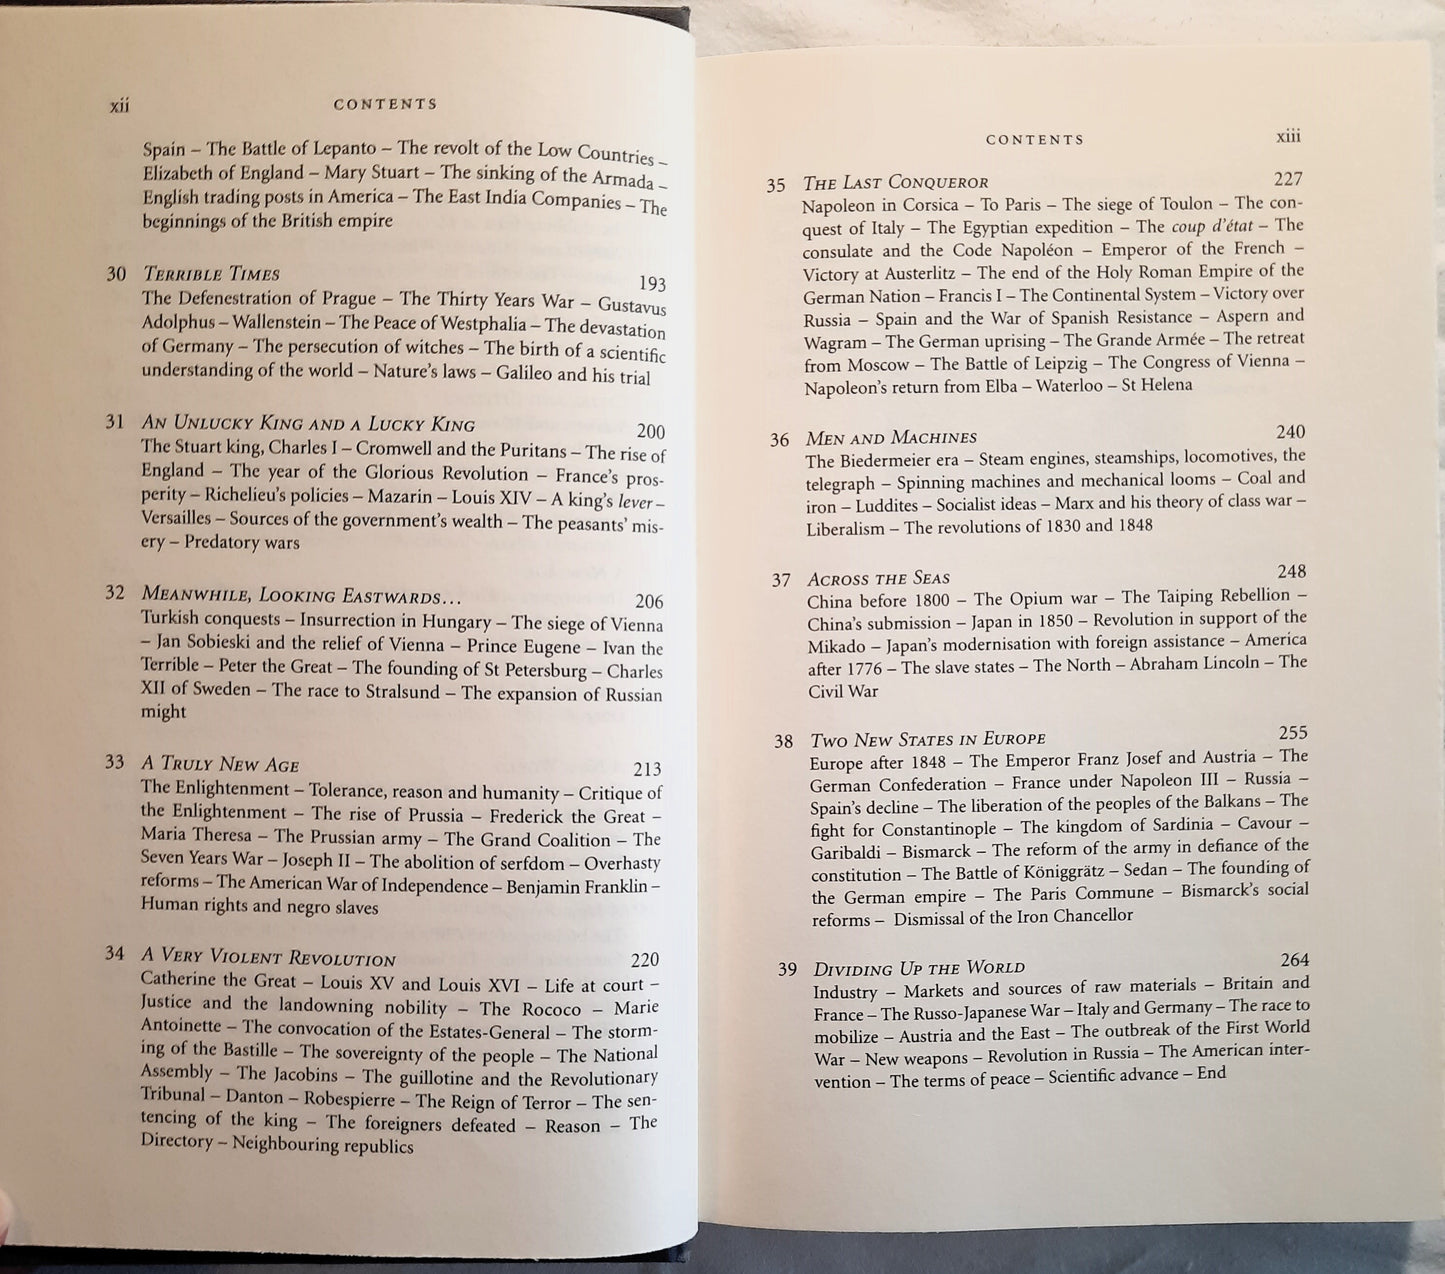 xii
CONTENTS
Spain – The Battle of Lepanto – The revolt of the Low Countries –
Elizabeth of England – Mary Stuart – The sinking of the Armada –
English trading posts in America – The East India Companies – The
beginnings of the British empire
30 TERRIBLE TIMES 193
The Defenestration of Prague – The Thirty Years War – Gustavus
Adolphus – Wallenstein – The Peace of Westphalia – The devastation
of Germany – The persecution of witches – The birth of a scientific
understanding of the world – Nature's laws – Galileo and his trial
31 AN UNLUCKY KING AND A LUCKY KING 200
The Stuart king, Charles I – Cromwell and the Puritans – The rise of
England – The year of the Glorious Revolution – France's pros-
perity – Richelieu's policies – Mazarin – Louis XIV – A king's lever –
Versailles – Sources of the government's wealth – The peasants' mis-
ery – Predatory wars
32 MEANWHILE, LOOKING EASTWARDS... 206
Turkish conquests – Insurrection in Hungary – The siege of Vienna
– Jan Sobieski and the relief of Vienna – Prince Eugene – Ivan the
Terrible – Peter the Great – The founding of St Petersburg – Charles
XII of Sweden – The race to Stralsund – The expansion of Russian
might
33 A TRULY NEW AGE 213
The Enlightenment – Tolerance, reason and humanity – Critique of
the Enlightenment – The rise of Prussia – Frederick the Great –
Maria Theresa – The Prussian army – The Grand Coalition – The
Seven Years War – Joseph II – The abolition of serfdom – Overhasty
reforms – The American War of Independence – Benjamin Franklin –
Human rights and negro slaves
34 A VERY VIOLENT REVOLUTION 220
Catherine the Great – Louis XV and Louis XVI – Life at court –
Justice and the landowning nobility – The Rococo – Marie
Antoinette – The convocation of the Estates-General – The storm-
ing of the Bastille – The sovereignty of the people – The National
Assembly – The Jacobins – The guillotine and the Revolutionary
Tribunal – Danton – Robespierre – The Reign of Terror – The sen-
tencing of the king – The foreigners defeated – Reason – The
Directory – Neighbouring republics
CONTENTS
xiii
35 THE LAST CONQUEROR 227
Napoleon in Corsica – To Paris – The siege of Toulon – The con-
quest of Italy – The Egyptian expedition – The coup d'état – The
consulate and the Code Napoléon – Emperor of the French –
Victory at Austerlitz – The end of the Holy Roman Empire of the
German Nation – Francis I – The Continental System – Victory over
Russia – Spain and the War of Spanish Resistance – Aspern and
Wagram – The German uprising – The Grande Armée – The retreat
from Moscow – The Battle of Leipzig – The Congress of Vienna –
Napoleon's return from Elba – Waterloo – St Helena
36 MEN AND MACHINES 240
The Biedermeier era – Steam engines, steamships, locomotives, the
telegraph – Spinning machines and mechanical looms – Coal and
iron – Luddites – Socialist ideas – Marx and his theory of class war –
Liberalism – The revolutions of 1830 and 1848
37 ACROSS THE SEAS 248
China before 1800 – The Opium war – The Taiping Rebellion –
China's submission – Japan in 1850 – Revolution in support of the
Mikado – Japan's modernisation with foreign assistance – America
after 1776 – The slave states – The North – Abraham Lincoln – The
Civil War
38 TWO NEW STATES IN EUROPE 255
Europe after 1848 – The Emperor Franz Josef and Austria – The
German Confederation – France under Napoleon III – Russia –
Spain's decline – The liberation of the peoples of the Balkans – The
fight for Constantinople – The kingdom of Sardinia – Cavour –
Garibaldi – Bismarck – The reform of the army in defiance of the
constitution – The Battle of Königgrätz – Sedan – The founding of
the German empire – The Paris Commune – Bismarck's social
reforms – Dismissal of the Iron Chancellor
39 DIVIDING UP THE WORLD 264
Industry – Markets and sources of raw materials – Britain and
France – The Russo-Japanese War – Italy and Germany – The race to
mobilize – Austria and the East – The outbreak of the First World
War – New weapons – Revolution in Russia – The American inter-
vention – The terms of peace – Scientific advance – End